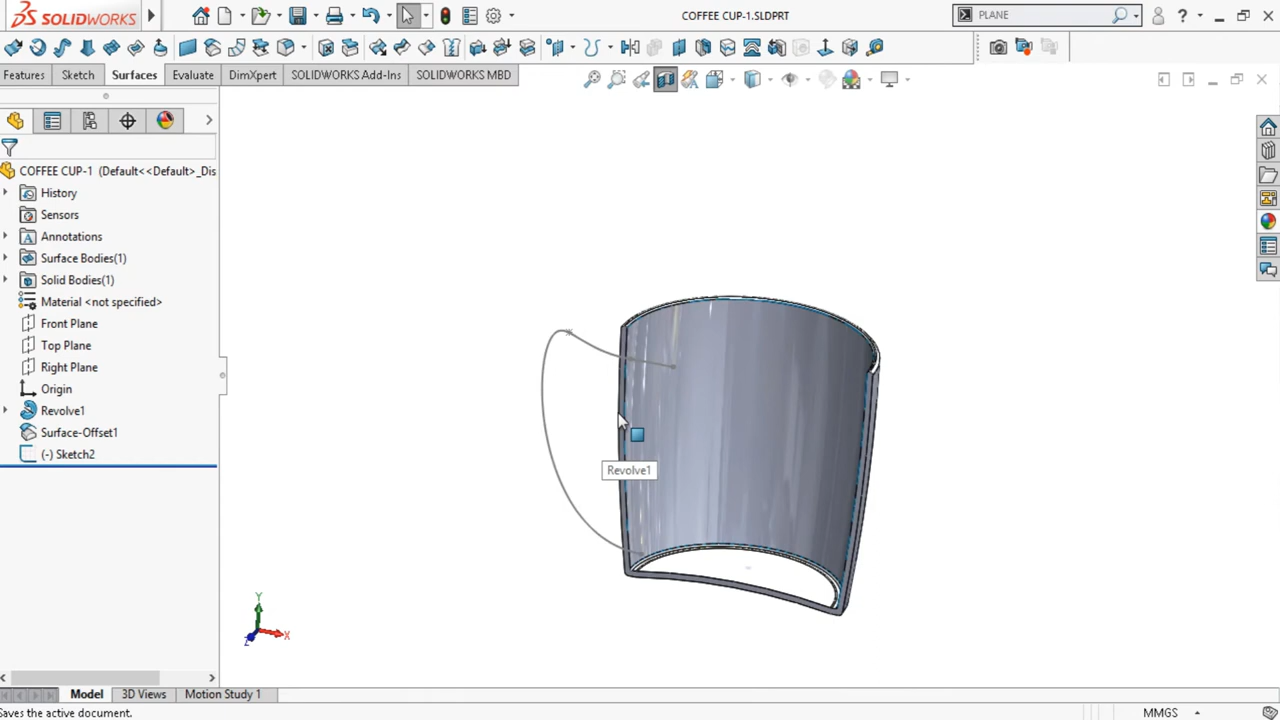 SOLIDWORKS
COFFEE CUP-1.SLDPRT
PLANE
?
Features
Sketch
Surfaces
Evaluate
DimXpert
SOLIDWORKS Add-Ins
SOLIDWORKS MBD
COFFEE CUP-1 (Default<<Default>_Dis
History
Sensors
A
Annotations
Surface Bodies(1)
Solid Bodies(1)
Material <not specified>
Front Plane
Top Plane
Right Plane
Origin
Revolve1
Surface-Offset1
(-) Sketch2
Revolve1
Y
X
Z
Model
3D Views
Motion Study 1
Saves the active document.
MMGS